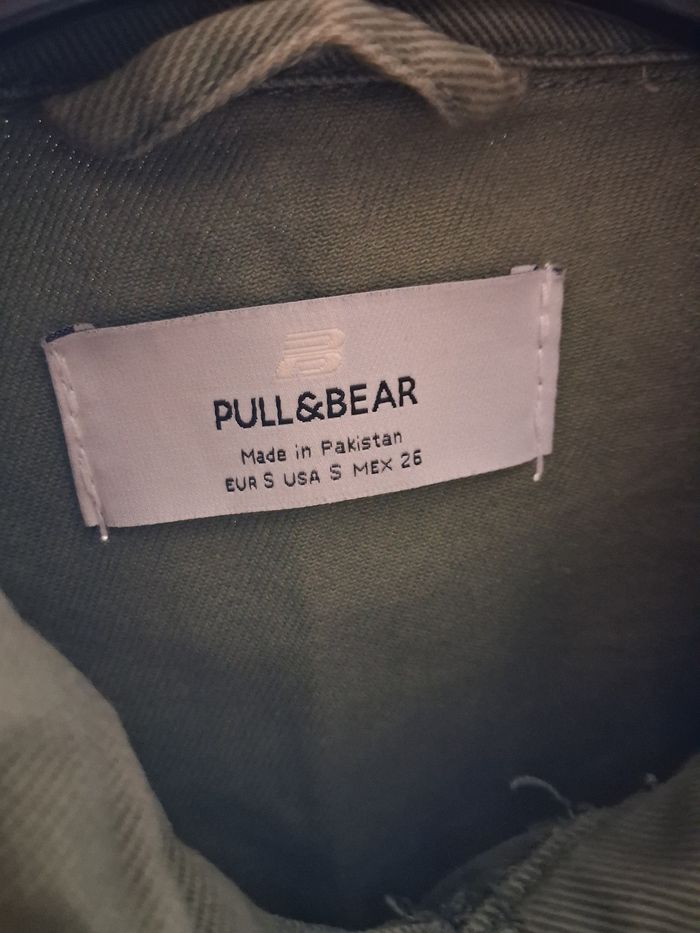 PULL&BEAR
Made in Pakistan
EUR S USA S MEX 26